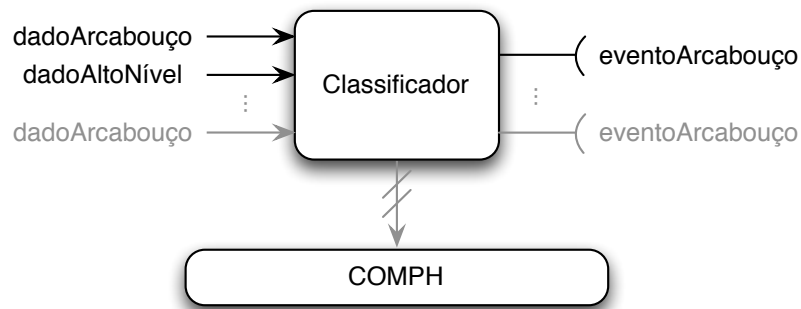 dadoArcabouço
dadoAltoNível
dadoArcabouço
Classificador
eventoArcabouço
eventoArcabouço
COMPH